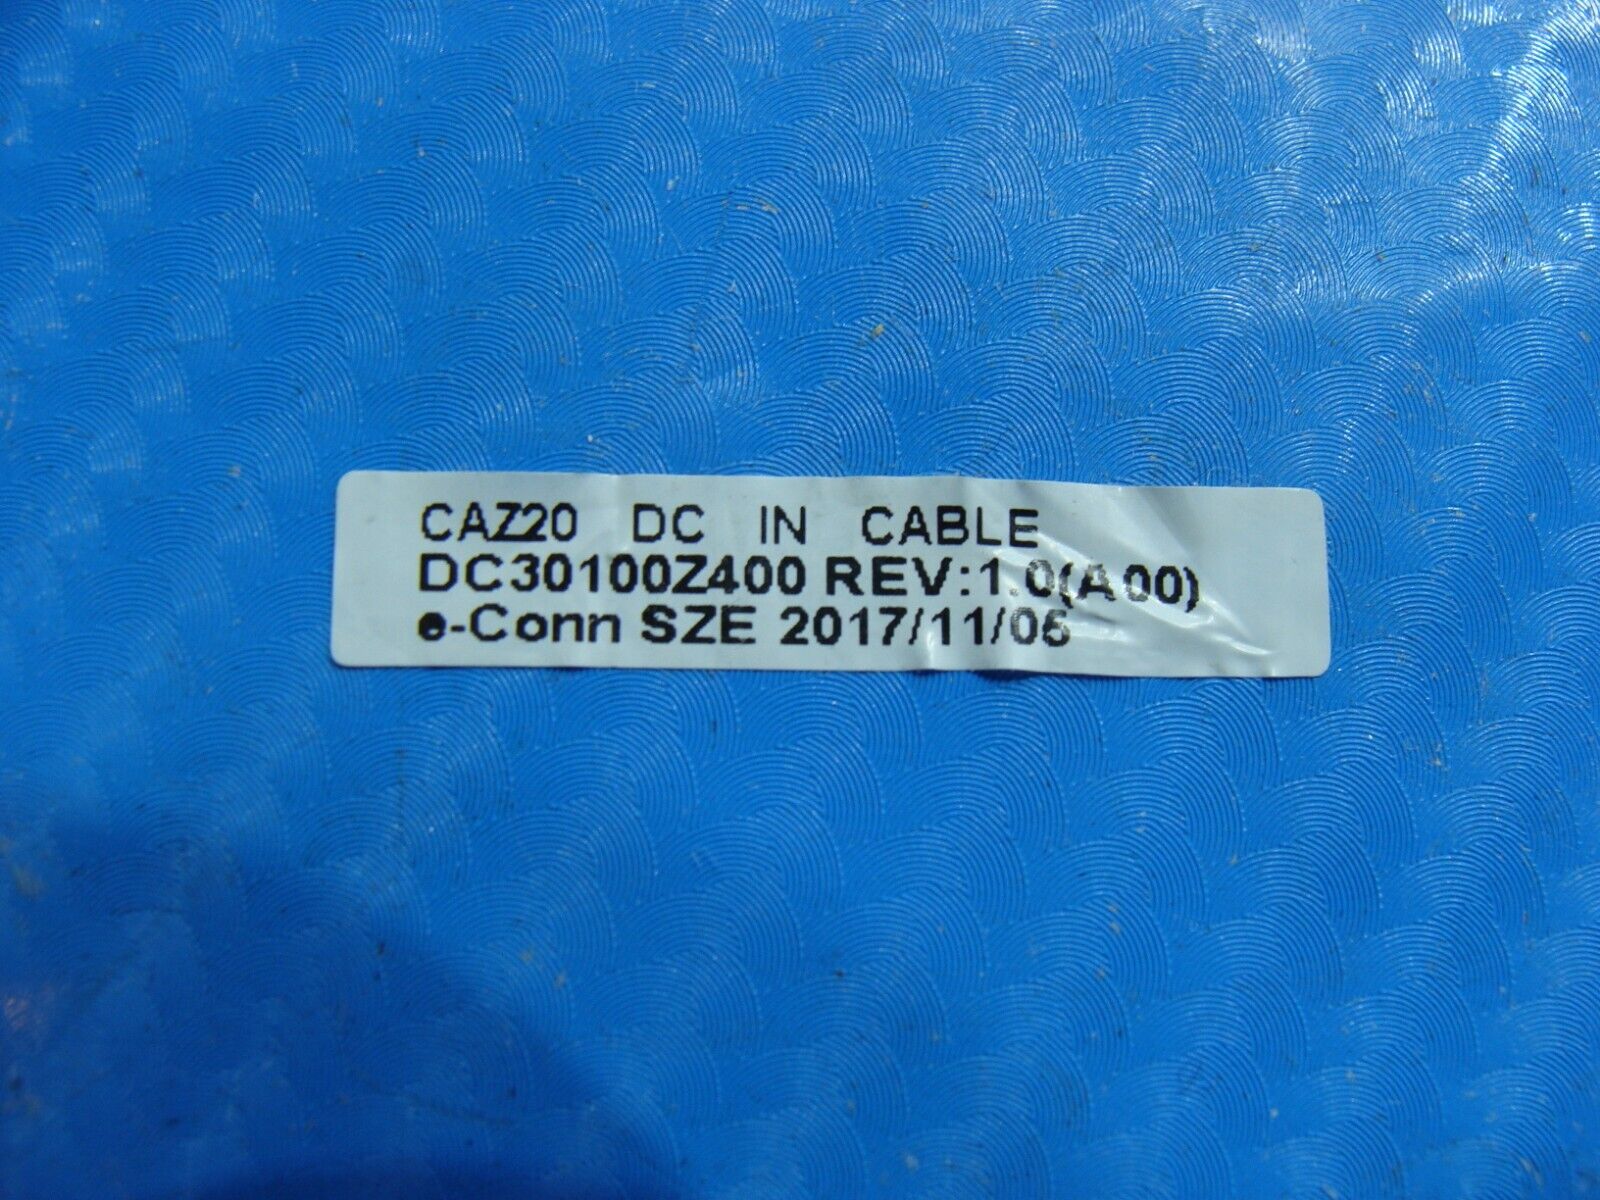 CAZ20 DC IN CABLE
DC30100Z400 REV:1.0(A00)
e-Conn SZE 2017/11/06